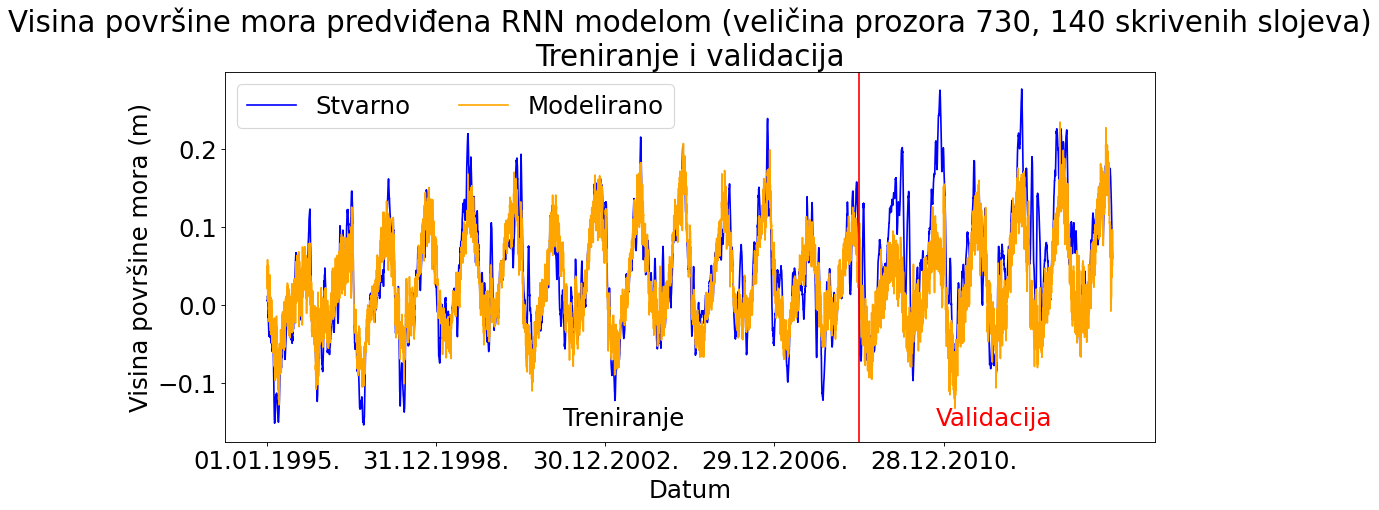 Visina površine mora predviđena RNN modelom (veličina prozora 730, 140 skrivenih slojeva)
Treniranje i validacija
Stvarno
Modelirano
Visina površine mora (m)
0.2
0.1
0.0
−0.1
Treniranje
Validacija
01.01.1995.
31.12.1998.
30.12.2002.
29.12.2006.
28.12.2010.
Datum